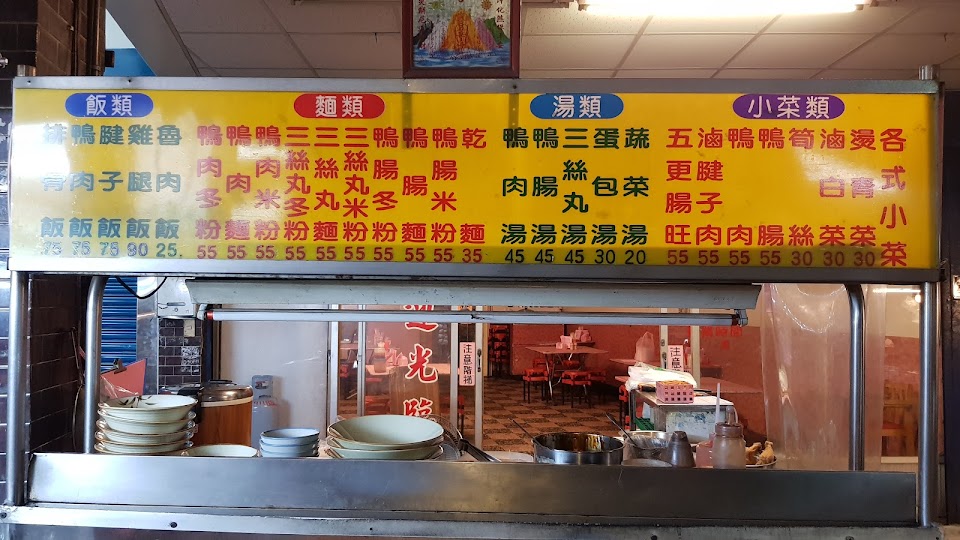 飯類
排骨飯 75
鴨肉飯 75
腱子飯 75
雞腿飯 90
魯肉飯 25
麵類
鴨肉冬粉 55
鴨肉麵 55
鴨肉米粉 55
三絲丸冬粉 55
三絲丸麵 55
三絲丸米粉 55
鴨腸冬粉 55
鴨腸麵 55
鴨腸米粉 55
乾麵 35
湯類
鴨肉湯 45
鴨腸湯 45
三絲丸湯 45
蛋包湯 30
蔬菜湯 20
小菜類
五更腸旺 55
滷腱子肉 55
鴨肉 55
鴨腸 55
筍絲 30
滷白菜 30
燙青菜 30
各式小菜
迎光臨
注意階梯
注意